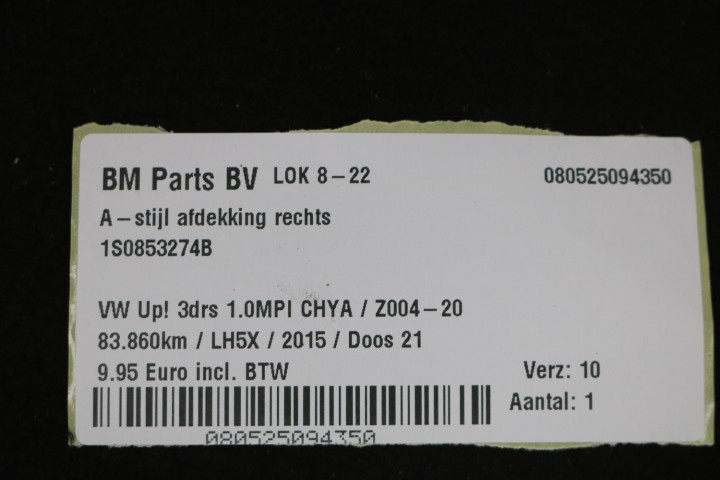 BM Parts BV LOK 8-22 080525094350
A-stijl afdekking rechts
1S0853274B
VW Up! 3drs 1.0MPI CHYA / Z004-20
83.860km / LH5X / 2015 / Doos 21
9.95 Euro incl. BTW Verz: 10
Aantal: 1
080525094350